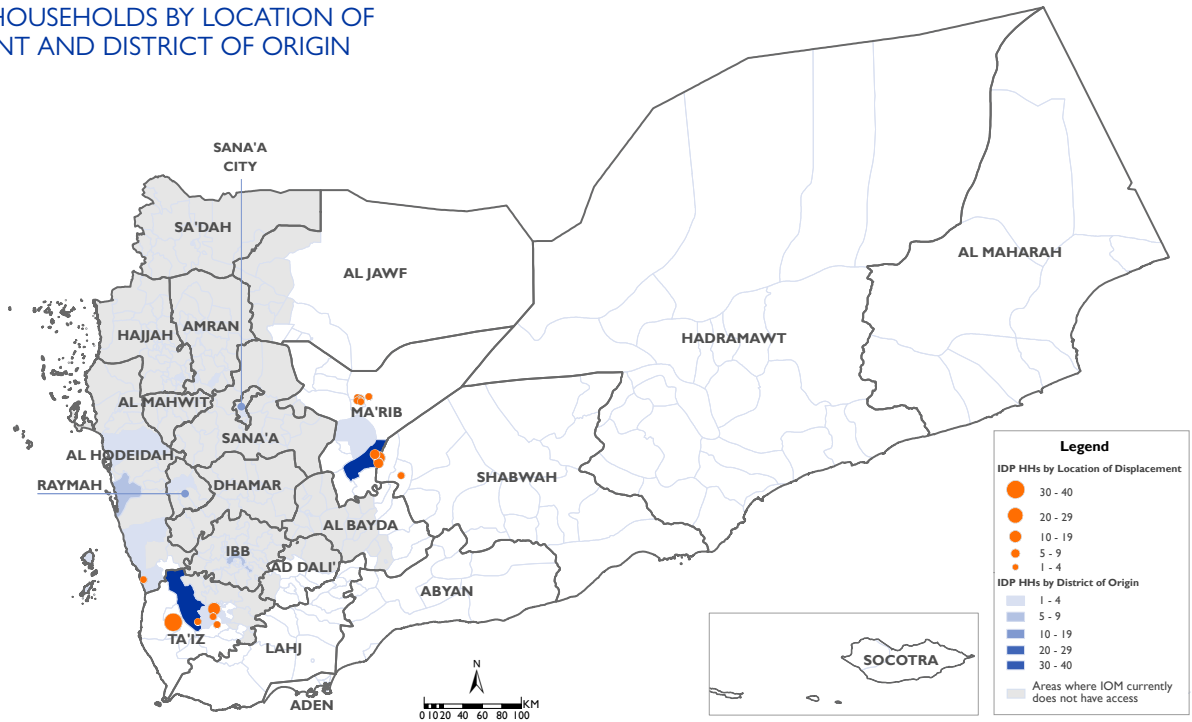 HOUSEHOLDS BY LOCATION OF
NT AND DISTRICT OF ORIGIN
SANA'A
CITY
SA'DAH
AL JAWF
AL MAHARAH
HAJJAH
AMRAN
HADRAMAWT
AL MAHWIT
MA'RIB
SANA'A
AL HODEIDAH
SHABWAH
RAYMAH
DHAMAR
AL BAYDA
IBB
AD DALI'
ABYAN
TA'IZ
LAHJ
ADEN
SOCOTRA
N
KM
0 10 20 40 60 80 100
Legend
IDP HHs by Location of Displacement
30 - 40
20 - 29
10 - 19
5 - 9
1 - 4
IDP HHs by District of Origin
1 - 4
5 - 9
10 - 19
20 - 29
30 - 40
Areas where IOM currently
does not have access